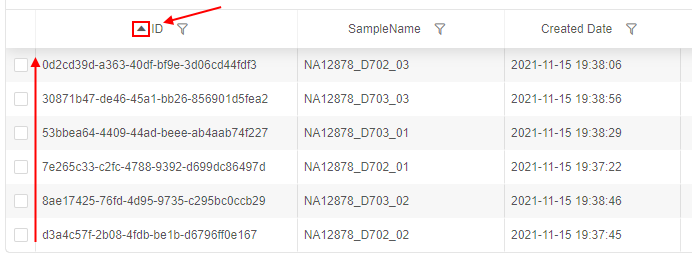 ID SampleName Created Date
0d2cd39d-a363-40df-bf9e-3d06cd44fdf3 NA12878_D702_03 2021-11-15 19:38:06
30871b47-de46-45a1-bb26-856901d5fea2 NA12878_D703_03 2021-11-15 19:38:56
53bbea64-4409-44ad-beee-ab4aab74f227 NA12878_D703_01 2021-11-15 19:38:29
7e265c33-c2fc-4788-9392-d699dc86497d NA12878_D702_01 2021-11-15 19:37:22
8ae17425-76fd-4d95-9735-c295bc0ccb29 NA12878_D703_02 2021-11-15 19:38:46
d3a4c57f-2b08-4fdb-be1b-d6796ff0e167 NA12878_D702_02 2021-11-15 19:37:45